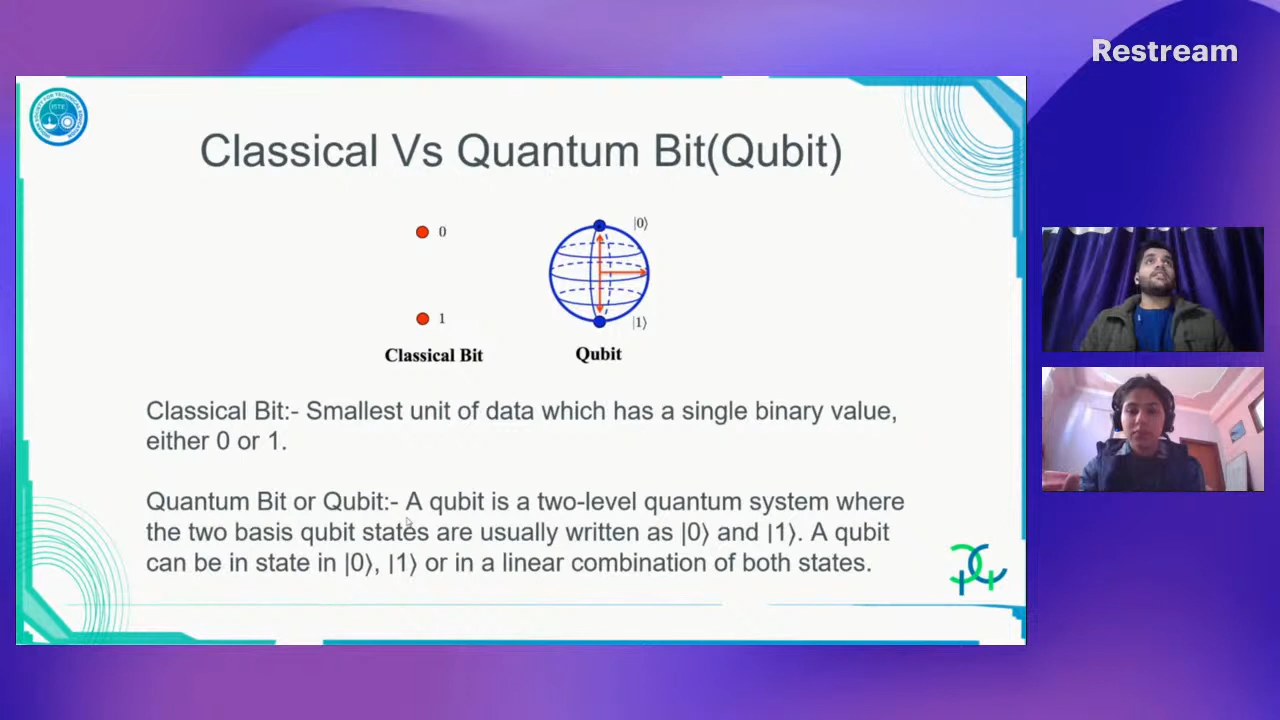 Restream
ISTE
Classical Vs Quantum Bit(Qubit)
0
|0⟩
1
|1⟩
Classical Bit
Qubit
Classical Bit:- Smallest unit of data which has a single binary value,
either 0 or 1.
Quantum Bit or Qubit:- A qubit is a two-level quantum system where
the two basis qubit states are usually written as |0⟩ and |1⟩. A qubit
can be in state in |0⟩, |1⟩ or in a linear combination of both states.